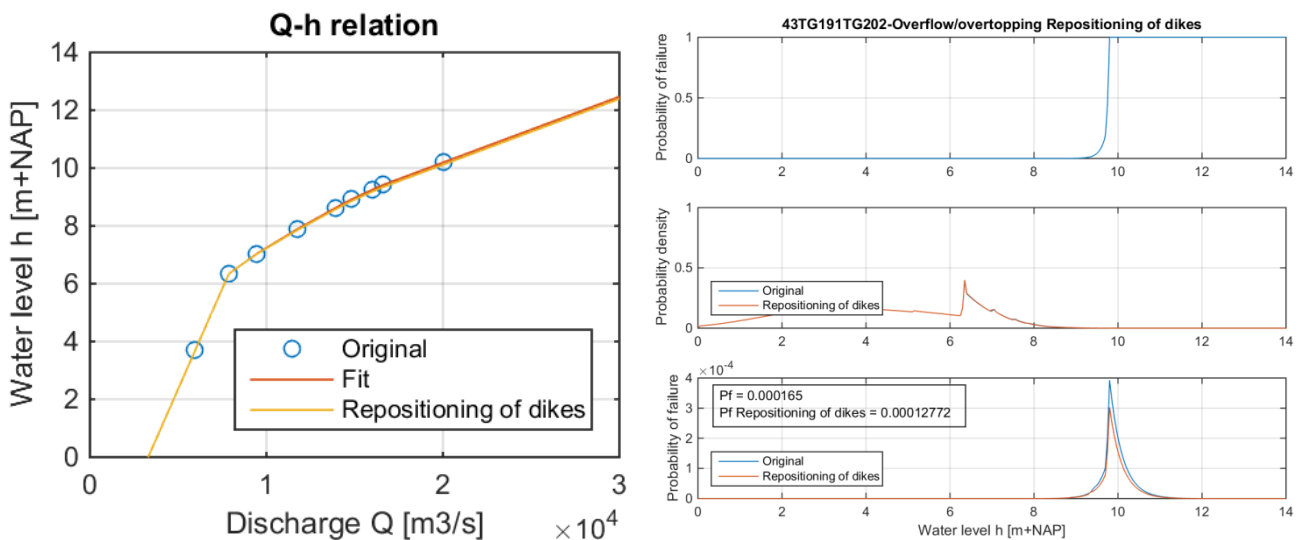 Q-h relation
Water level h [m+NAP]
14
12
10
8
6
4
2
0
Original
Fit
Repositioning of dikes
0
1
2
3
Discharge Q [m3/s]
×10⁴
43TG191TG202-Overflow/overtopping Repositioning of dikes
Probability of failure
1
0.5
0
0 2 4 6 8 10 12 14
Probability density
1
0.5
0
Original
Repositioning of dikes
0 2 4 6 8 10 12 14
Probability of failure
×10⁻⁴
4
3
2
1
0
Pf = 0.000165
Pf Repositioning of dikes = 0.00012772
Original
Repositioning of dikes
0 2 4 6 8 10 12 14
Water level h [m+NAP]